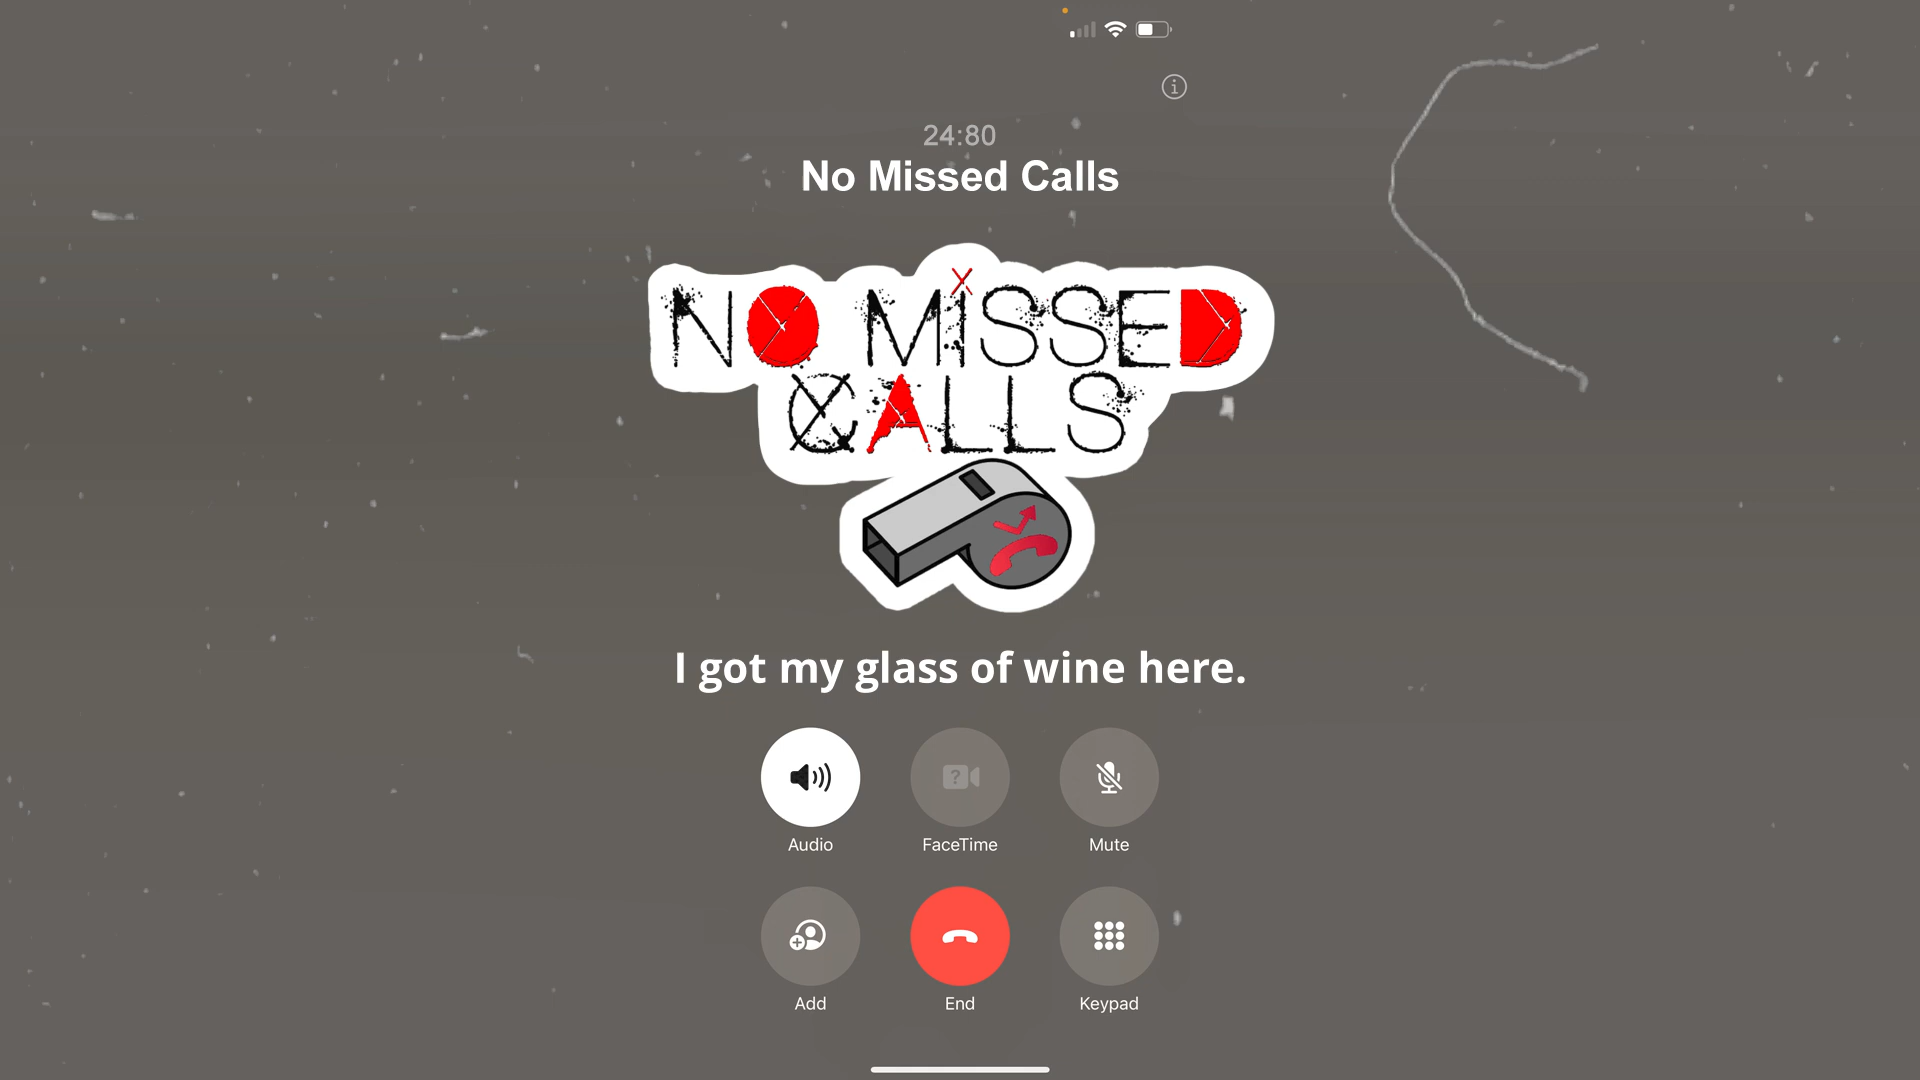 24:80
No Missed Calls
NO MISSED
CALLS
I got my glass of wine here.
Audio
FaceTime
Mute
Add
End
Keypad